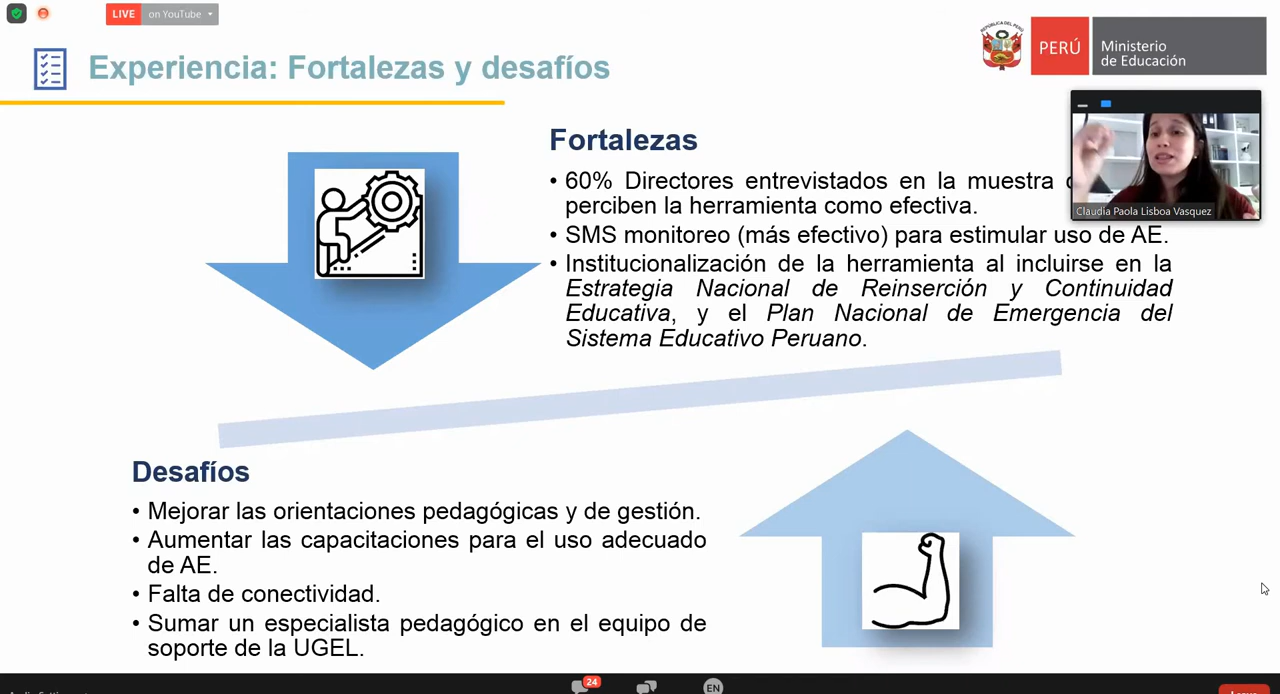 LIVE on YouTube
Experiencia: Fortalezas y desafíos
REPÚBLICA DEL PERÚ
PERÚ
Ministerio
de Educación
Fortalezas
• 60% Directores entrevistados en la muestra
perciben la herramienta como efectiva.
• SMS monitoreo (más efectivo) para estimular uso de AE.
• Institucionalización de la herramienta al incluirse en la
Estrategia Nacional de Reinserción y Continuidad
Educativa, y el Plan Nacional de Emergencia del
Sistema Educativo Peruano.
Claudia Paola Lisboa Vasquez
Desafíos
• Mejorar las orientaciones pedagógicas y de gestión.
• Aumentar las capacitaciones para el uso adecuado
de AE.
• Falta de conectividad.
• Sumar un especialista pedagógico en el equipo de
soporte de la UGEL.
24
EN